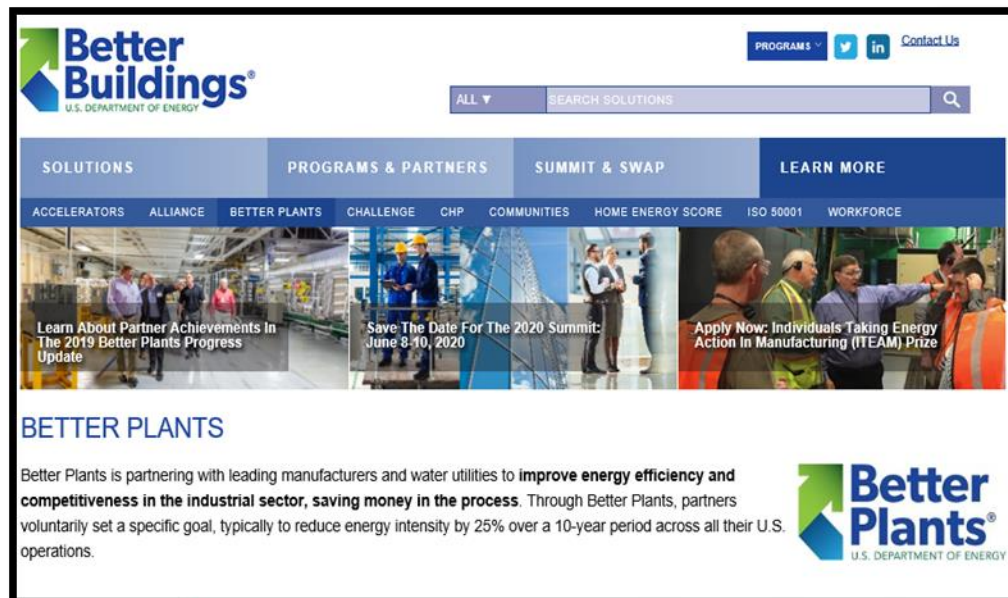 Better
Buildings®
U.S. DEPARTMENT OF ENERGY
PROGRAMS
in
Contact Us
ALL ▼
SEARCH SOLUTIONS
SOLUTIONS
PROGRAMS & PARTNERS
SUMMIT & SWAP
LEARN MORE
ACCELERATORS
ALLIANCE
BETTER PLANTS
CHALLENGE
CHP
COMMUNITIES
HOME ENERGY SCORE
ISO 50001
WORKFORCE
Learn About Partner Achievements In
The 2019 Better Plants Progress
Update
Save The Date For The 2020 Summit:
June 8-10, 2020
Apply Now: Individuals Taking Energy
Action In Manufacturing (ITEAM) Prize
BETTER PLANTS
Better Plants is partnering with leading manufacturers and water utilities to improve energy efficiency and
competitiveness in the industrial sector, saving money in the process. Through Better Plants, partners
voluntarily set a specific goal, typically to reduce energy intensity by 25% over a 10-year period across all their U.S.
operations.
Better
Plants®
U.S. DEPARTMENT OF ENERGY